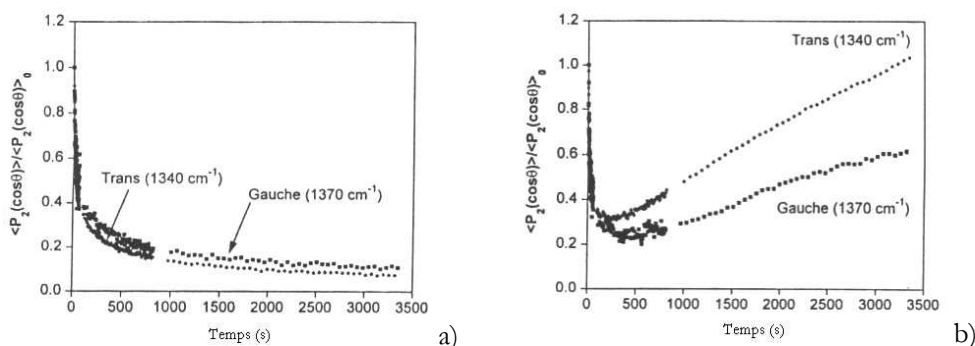 1.2
1.0
0.8
0.6
0.4
0.2
0.0
<P₂(cosθ)>/<P₂(cosθ)>₀
Trans (1340 cm⁻¹)
Gauche (1370 cm⁻¹)
0 500 1000 1500 2000 2500 3000 3500
Temps (s)
a)
1.2
1.0
0.8
0.6
0.4
0.2
0.0
<P₂(cosθ)>/<P₂(cosθ)>₀
Trans (1340 cm⁻¹)
Gauche (1370 cm⁻¹)
0 500 1000 1500 2000 2500 3000 3500
Temps (s)
b)